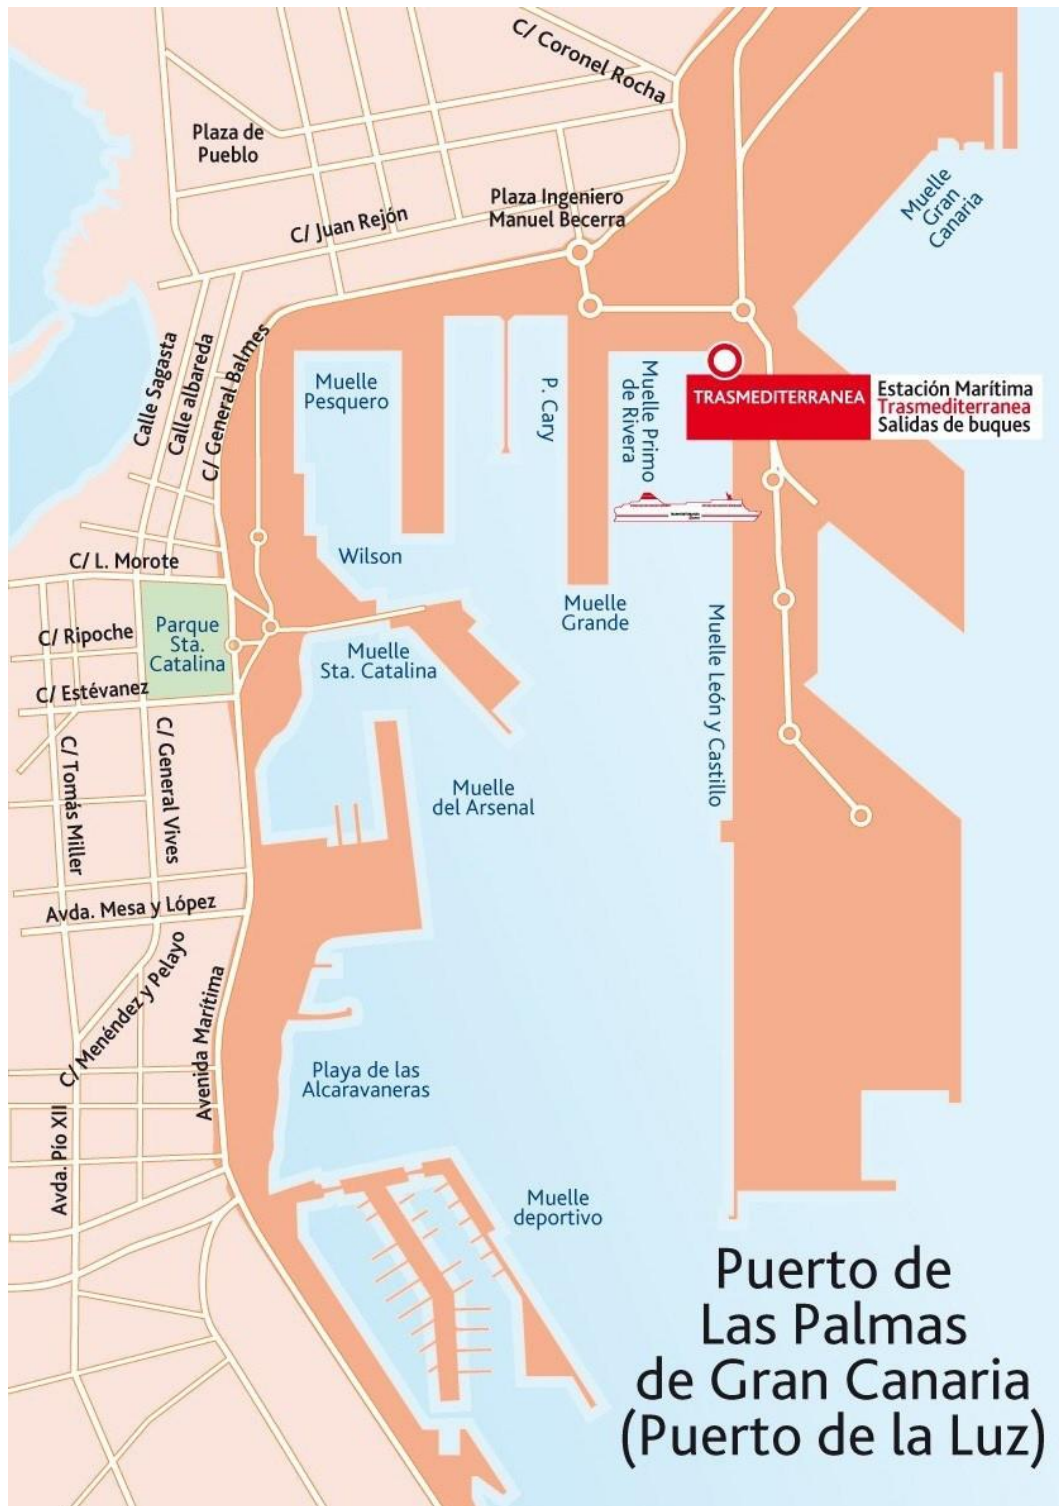 C/ Coronel Rocha
Plaza de
Pueblo
Plaza Ingeniero
Manuel Becerra
Muelle
Gran
Canaria
C/ Juan Rejón
Calle Sagasta
Calle albareda
C/ General Balmes
Muelle
Pesquero
P. Cary
Muelle Primo
de Rivera
TRASMEDITERRANEA
Estación Marítima
Trasmediterranea
Salidas de buques
Wilson
C/ L. Morote
C/ Ripoche
Parque
Sta.
Catalina
C/ Estévanez
Muelle
Sta. Catalina
Muelle
Grande
Muelle León y Castillo
C/ Tomás Miller
C/ General Vives
Muelle
del Arsenal
Avda. Mesa y López
C/ Menéndez y Pelayo
Avenida Marítima
Playa de las
Alcaravaneras
Avda. Pío XII
Muelle
deportivo
Puerto de
Las Palmas
de Gran Canaria
(Puerto de la Luz)